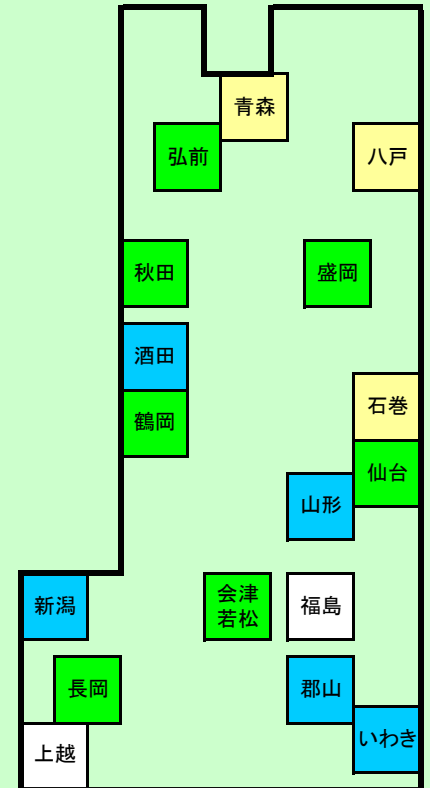 青森
弘前
八戸
秋田
盛岡
酒田
石巻
鶴岡
仙台
山形
新潟
会津
若松
福島
長岡
郡山
いわき
上越